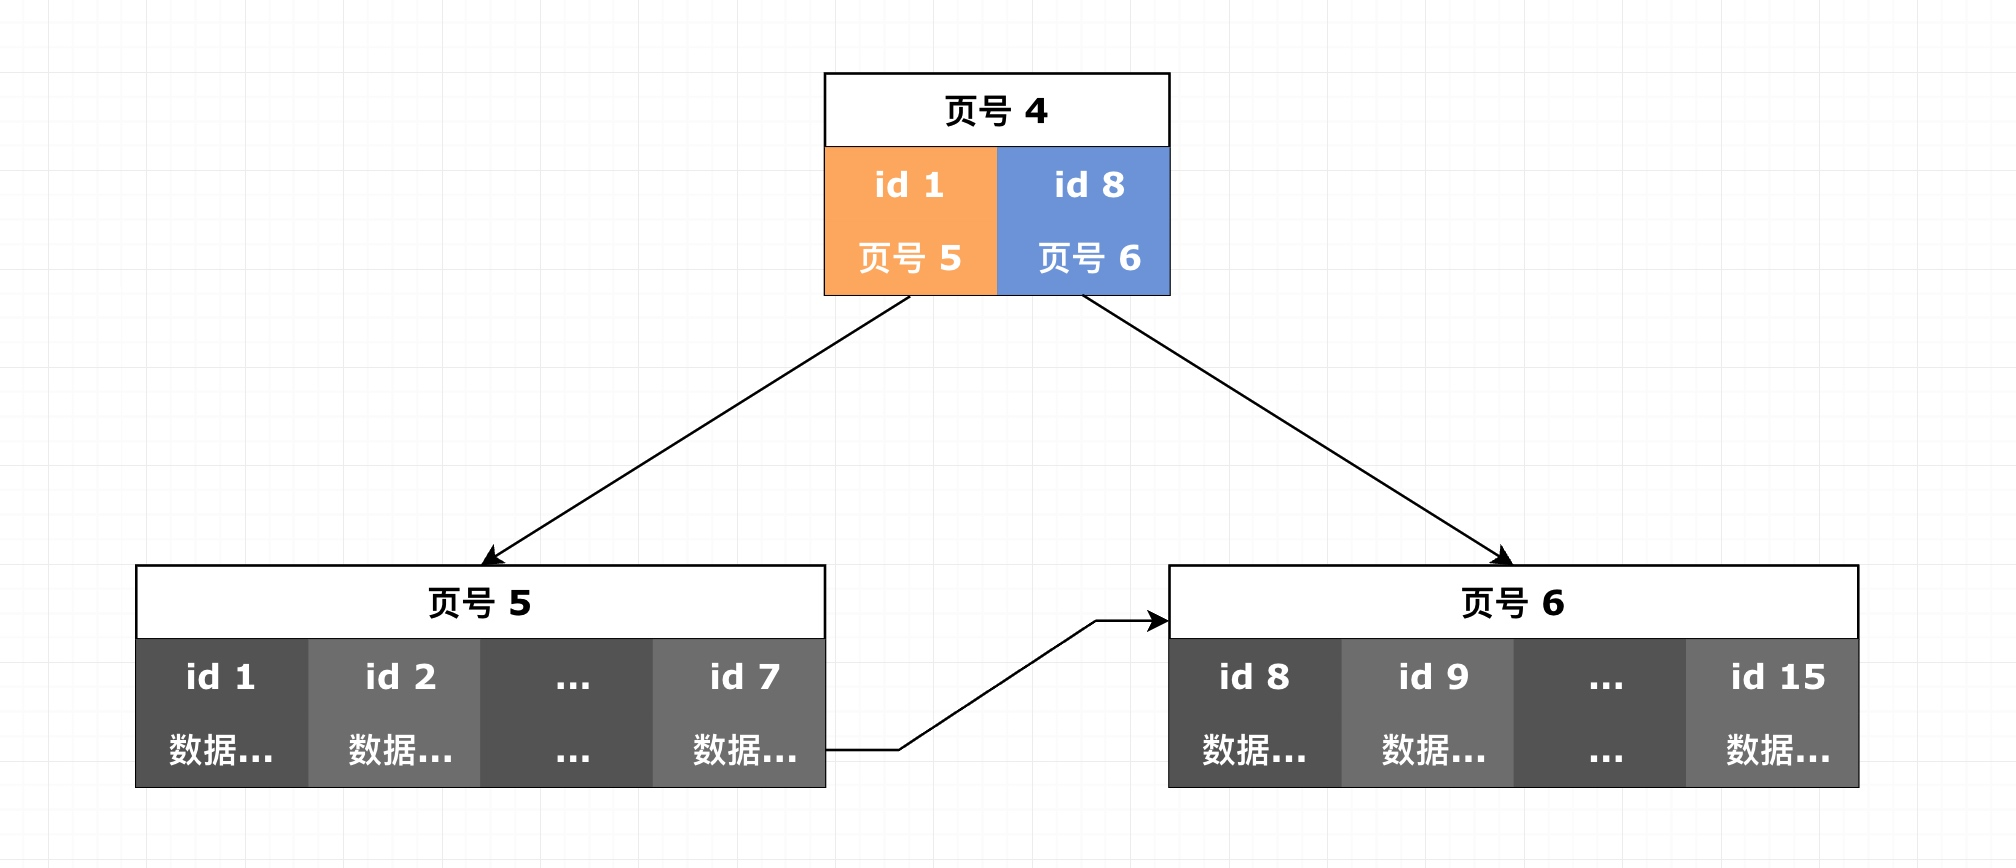 页号 4
id 1 id 8
页号 5 页号 6
页号 5
id 1 id 2 ... id 7
数据... 数据... ... 数据...
页号 6
id 8 id 9 ... id 15
数据... 数据... ... 数据...